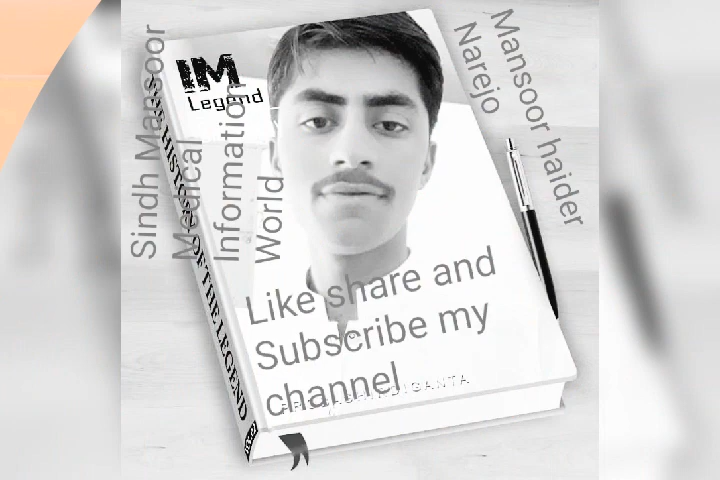 Sindh Mansoor
Medical
Information
World
IM
Legend
Mansoor haider
Narejo
HISTORY OF THE LEGEND
Like share and
Subscribe my
channel